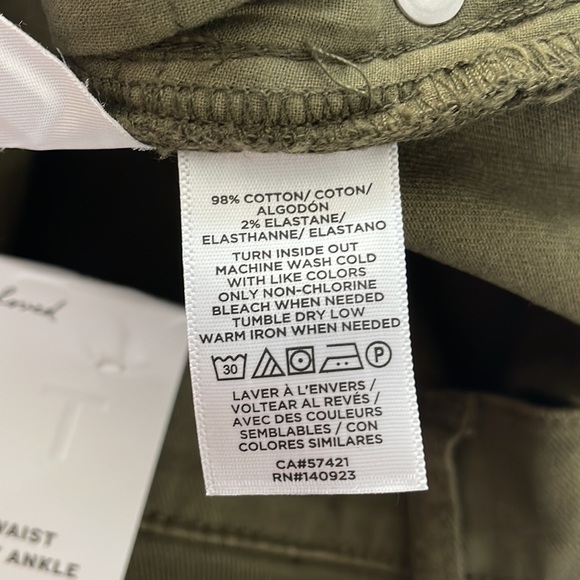 98% COTTON/ COTON/
ALGODÓN
2% ELASTANE/
ELASTHANNE/ ELASTANO
TURN INSIDE OUT
MACHINE WASH COLD
WITH LIKE COLORS
ONLY NON-CHLORINE
BLEACH WHEN NEEDED
TUMBLE DRY LOW
WARM IRON WHEN NEEDED
30 P
LAVER À L'ENVERS /
VOLTEAR AL REVÉS /
AVEC DES COULEURS
SEMBLABLES / CON
COLORES SIMILARES
CA#57421
RN#140923
WAIST
ANKLE